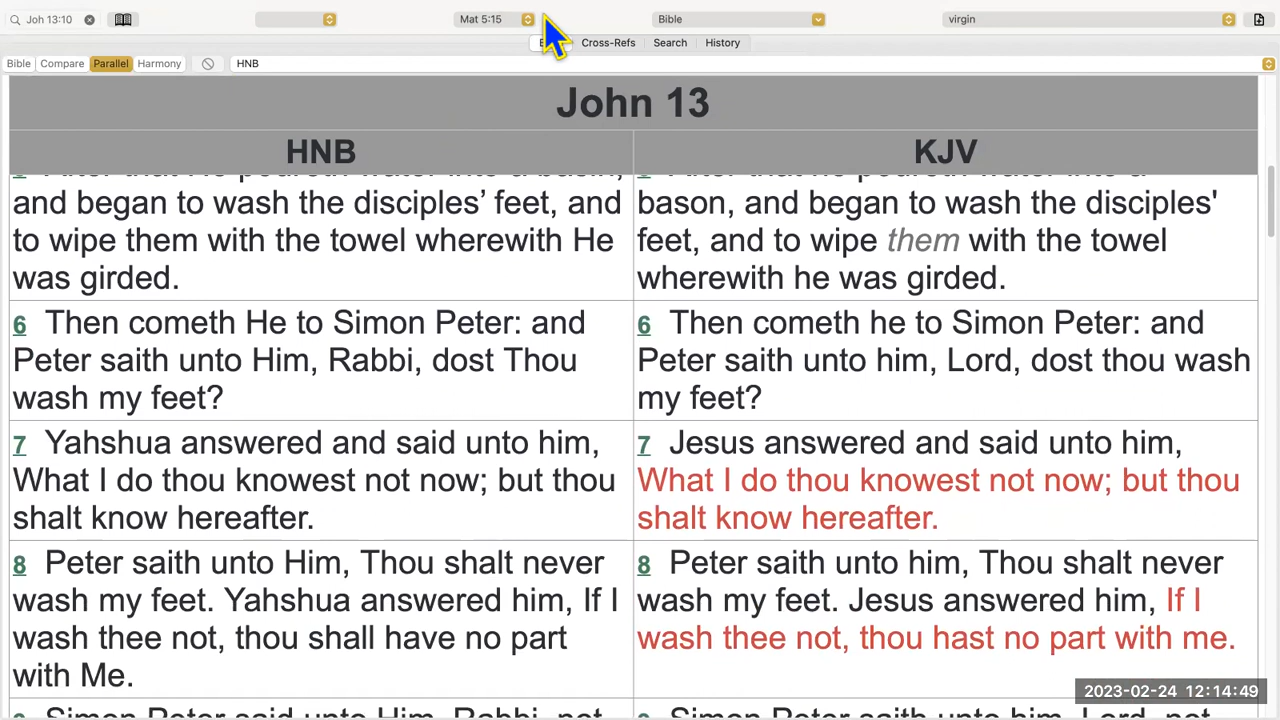 Joh 13:10 Mat 5:15 Bible virgin
Cross-Refs Search History
Bible Compare Parallel Harmony HNB
John 13
HNB
and began to wash the disciples’ feet, and
to wipe them with the towel wherewith He
was girded.
6 Then cometh He to Simon Peter: and
Peter saith unto Him, Rabbi, dost Thou
wash my feet?
7 Yahshua answered and said unto him,
What I do thou knowest not now; but thou
shalt know hereafter.
8 Peter saith unto Him, Thou shalt never
wash my feet. Yahshua answered him, If I
wash thee not, thou shall have no part
with Me.
Simon Peter said unto Him, Rabbi, not
KJV
bason, and began to wash the disciples'
feet, and to wipe them with the towel
wherewith he was girded.
6 Then cometh he to Simon Peter: and
Peter saith unto him, Lord, dost thou wash
my feet?
7 Jesus answered and said unto him,
What I do thou knowest not now; but thou
shalt know hereafter.
8 Peter saith unto him, Thou shalt never
wash my feet. Jesus answered him, If I
wash thee not, thou hast no part with me.
2023-02-24 12:14:49